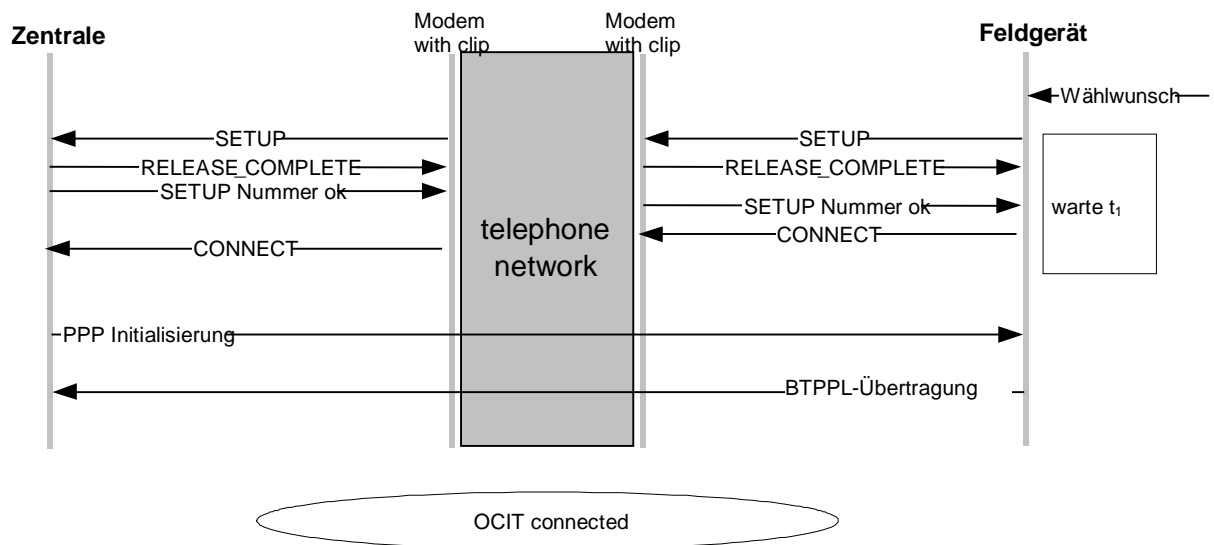 Zentrale
Modem
with clip
Modem
with clip
Feldgerät
Wählwunsch
SETUP
SETUP
RELEASE_COMPLETE
RELEASE_COMPLETE
SETUP Nummer ok
SETUP Nummer ok
warte t₁
CONNECT
CONNECT
telephone
network
PPP Initialisierung
BTPPL-Übertragung
OCIT connected